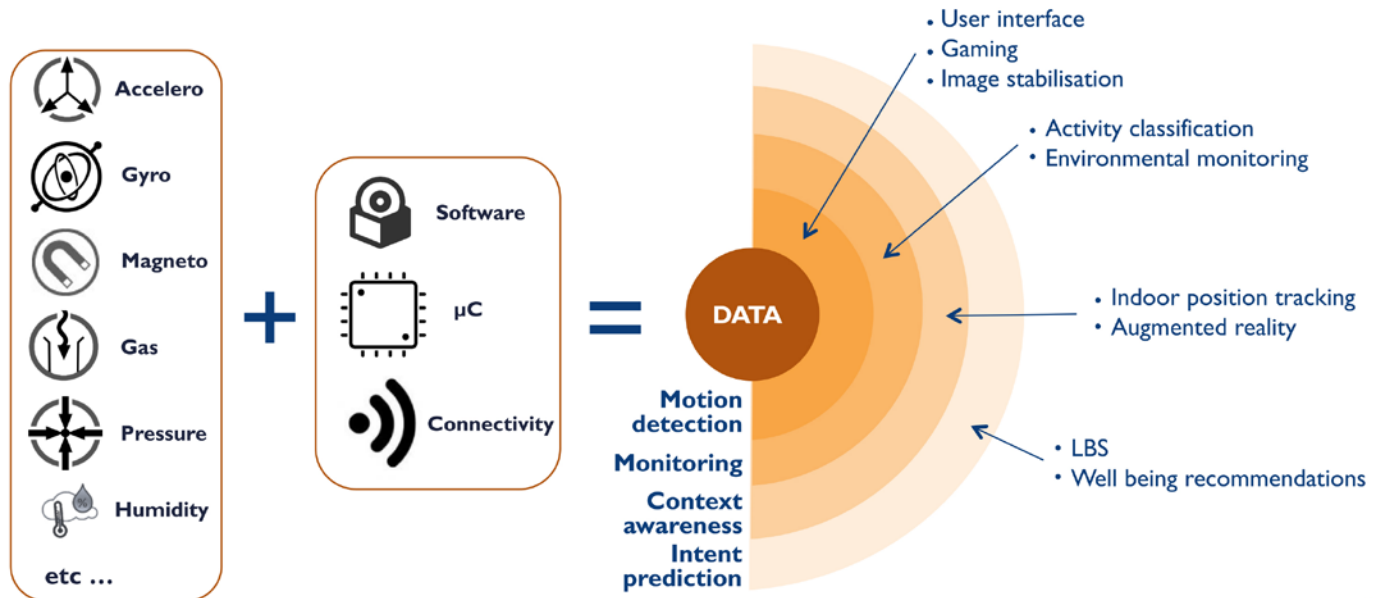 Accelero
Gyro
Magneto
Gas
Pressure
%
Humidity
etc ...
+
Software
µC
Connectivity
=
DATA
Motion
detection
Monitoring
Context
awareness
Intent
prediction
• User interface
• Gaming
• Image stabilisation
• Activity classification
• Environmental monitoring
• Indoor position tracking
• Augmented reality
• LBS
• Well being recommendations